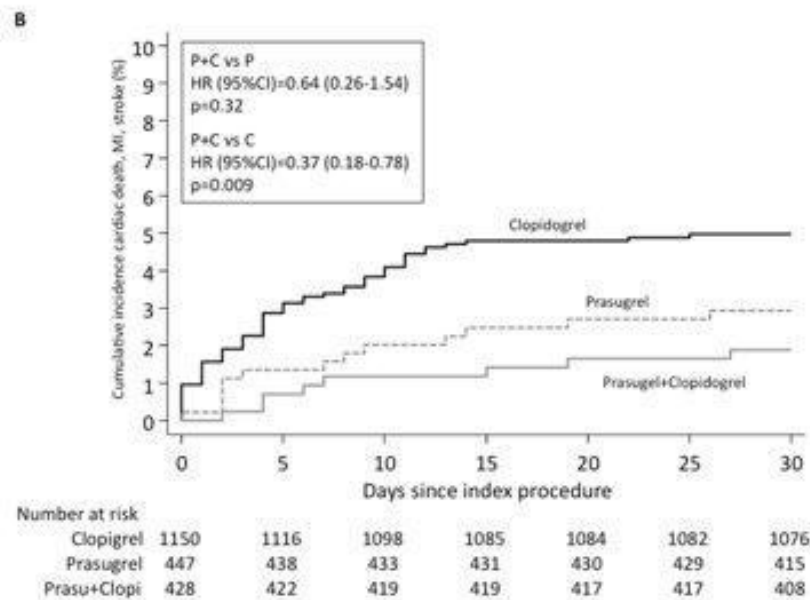 B
Cumulative incidence cardiac death, MI, stroke (%)
10
9
8
7
6
5
4
3
2
1
0
P+C vs P
HR (95%CI)=0.64 (0.26-1.54)
p=0.32
P+C vs C
HR (95%CI)=0.37 (0.18-0.78)
p=0.009
Clopidogrel
Prasugrel
Prasugel+Clopidogrel
0 5 10 15 20 25 30
Days since index procedure
Number at risk
Clopigrel 1150 1116 1098 1085 1084 1082 1076
Prasugrel 447 438 433 431 430 429 415
Prasu+Clopi 428 422 419 419 417 417 408